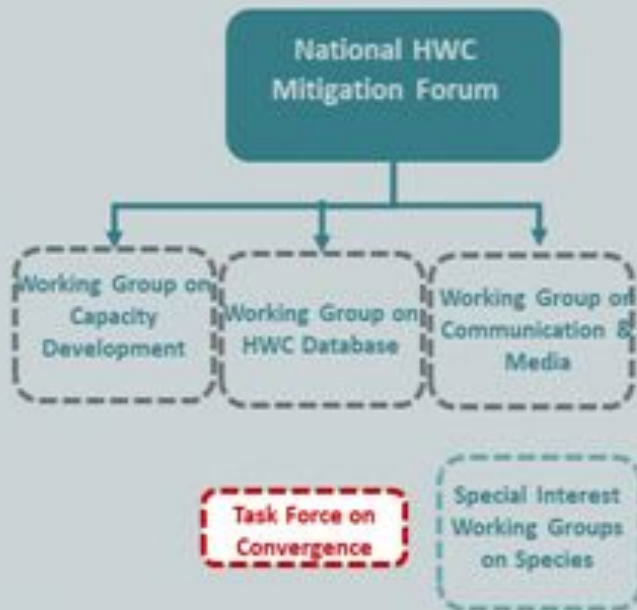 National HWC
Mitigation Forum
Working Group on
Capacity
Development
Working Group on
HWC Database
Working Group on
Communication &
Media
Task Force on
Convergence
Special Interest
Working Groups
on Species